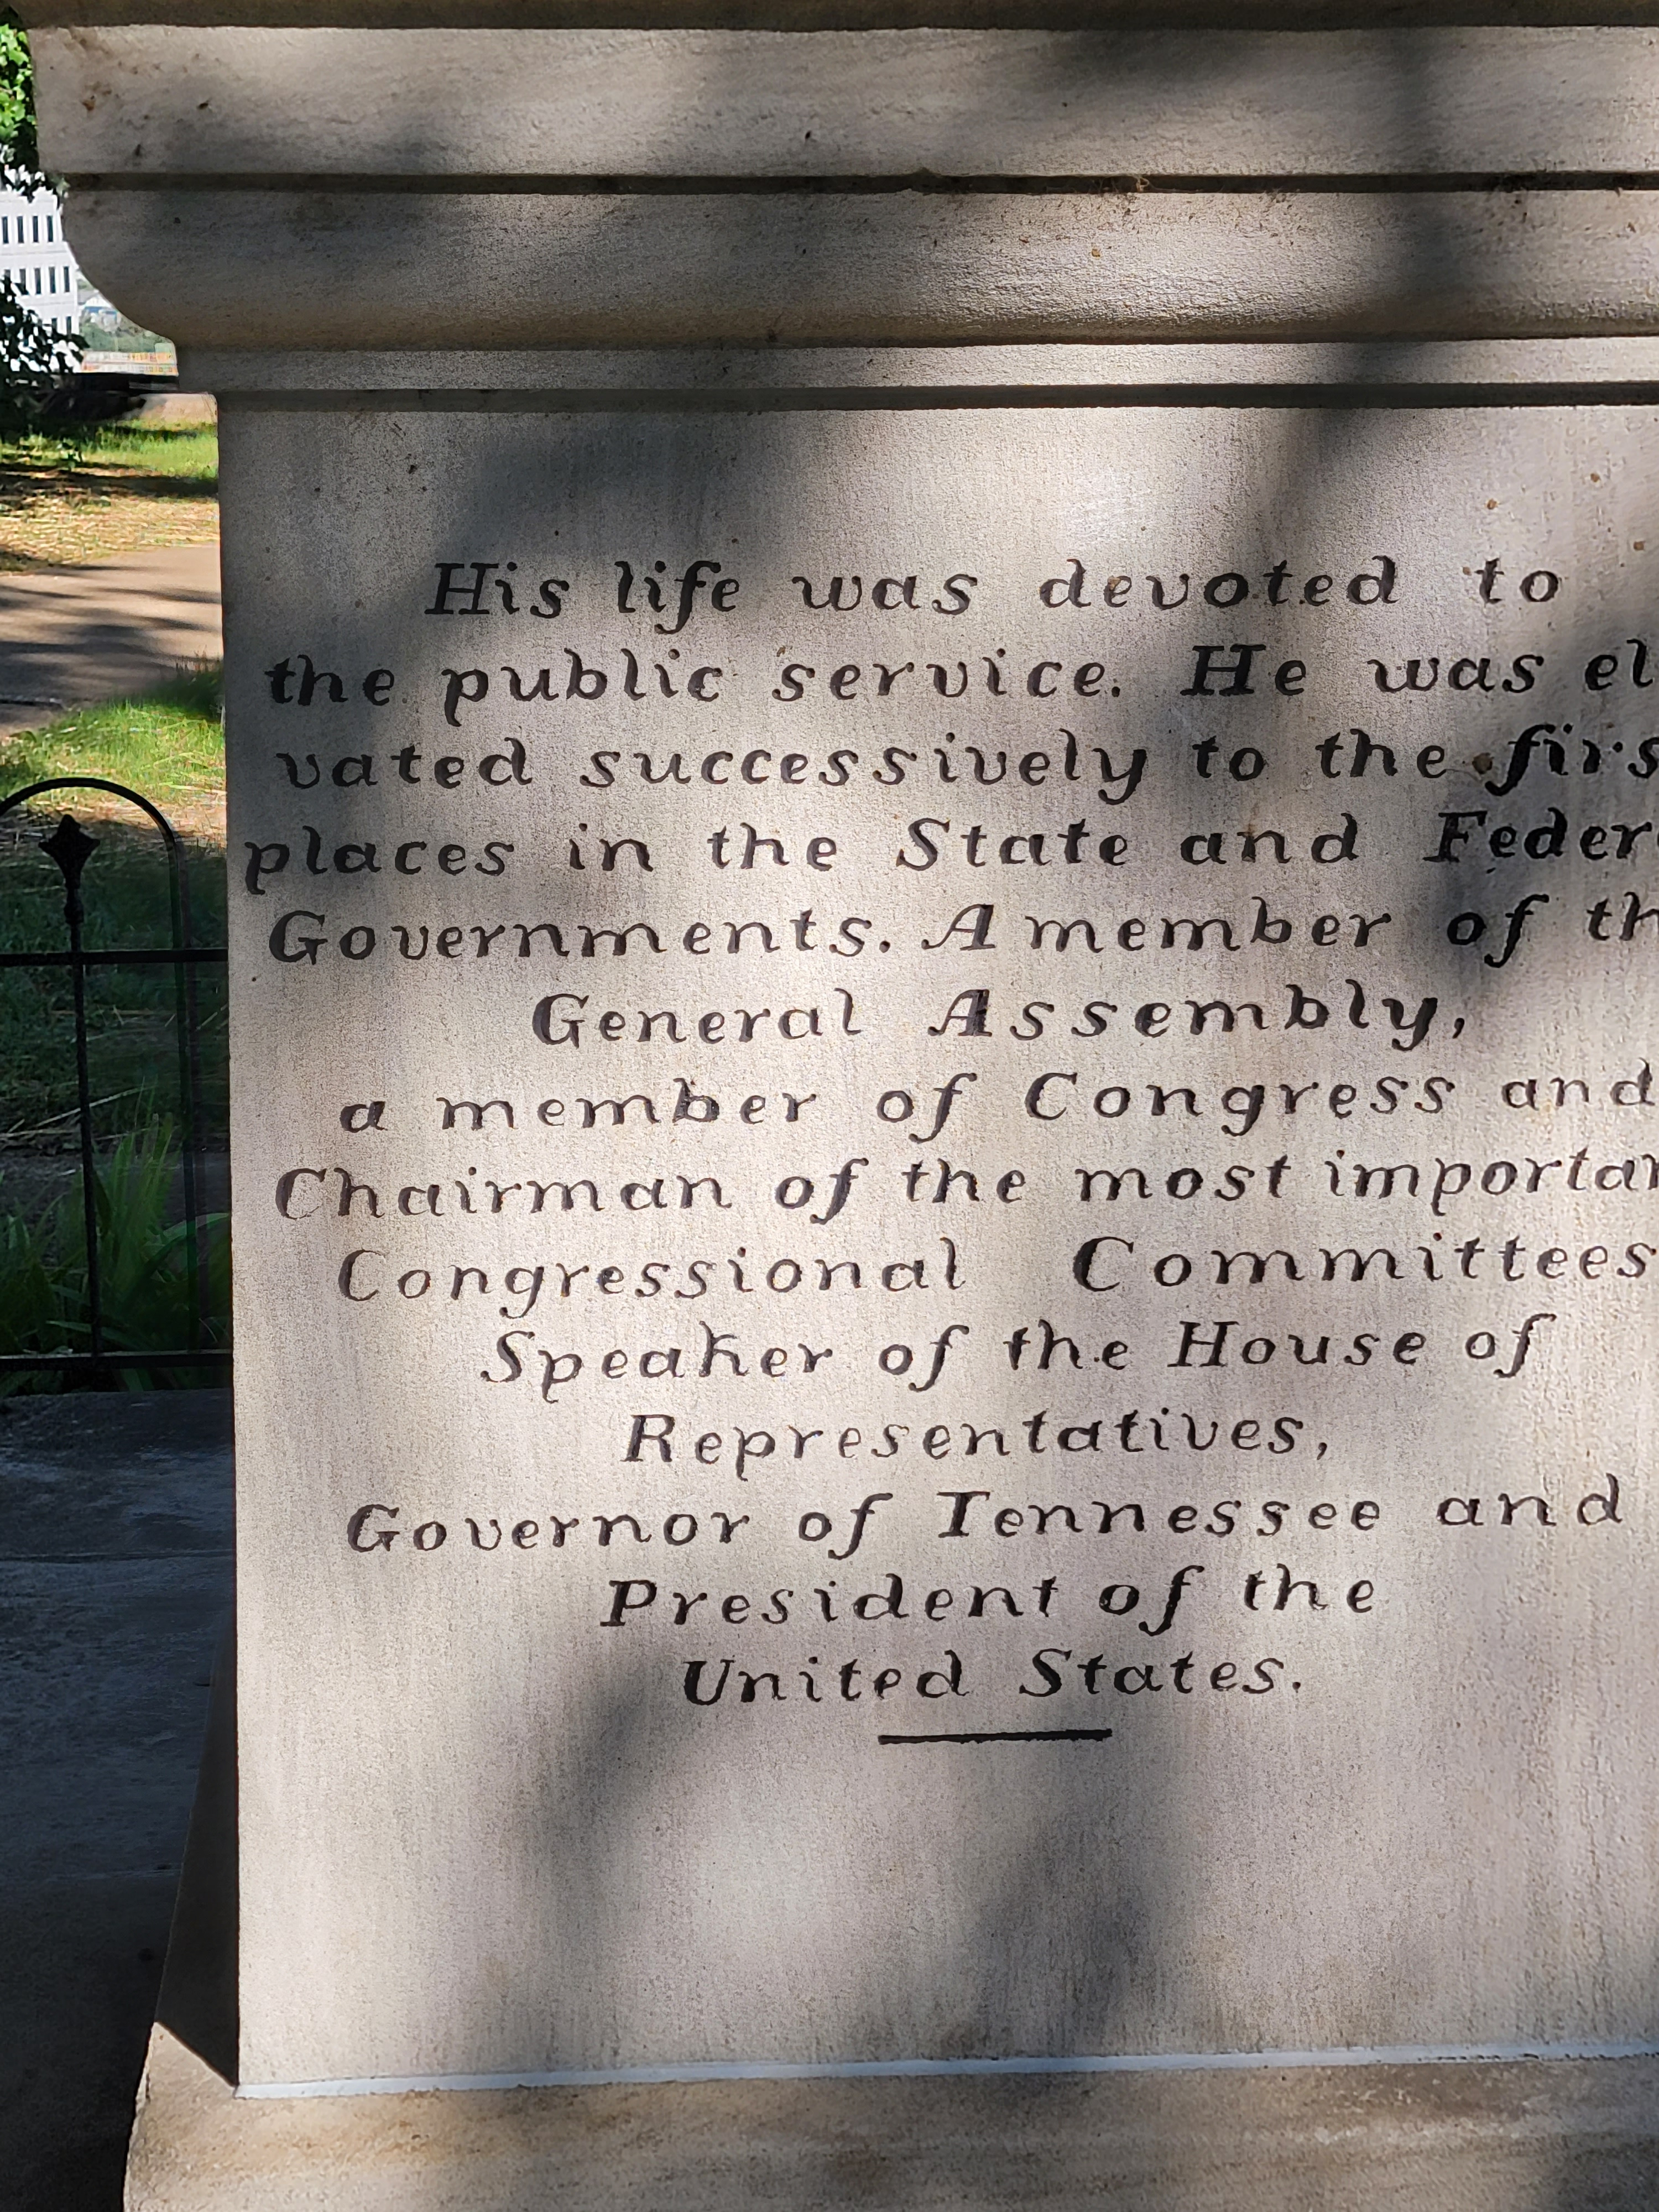 His life was devoted to
the public service. He was el
vated successively to the firs
places in the State and Feder
Governments. A member of th
General Assembly,
a member of Congress and
Chairman of the most importan
Congressional Committees
Speaker of the House of
Representatives,
Governor of Tennessee and
President of the
United States.